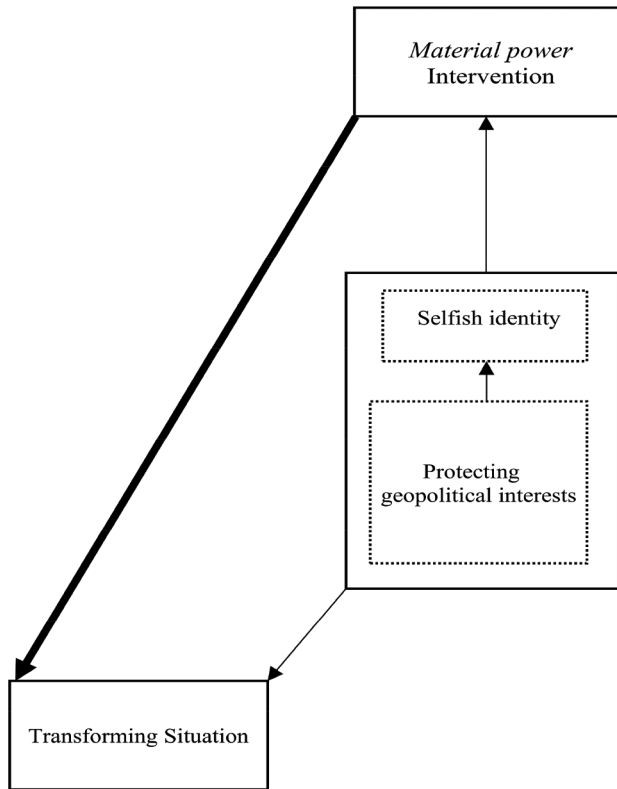 Material power
Intervention
Selfish identity
Protecting
geopolitical interests
Transforming Situation